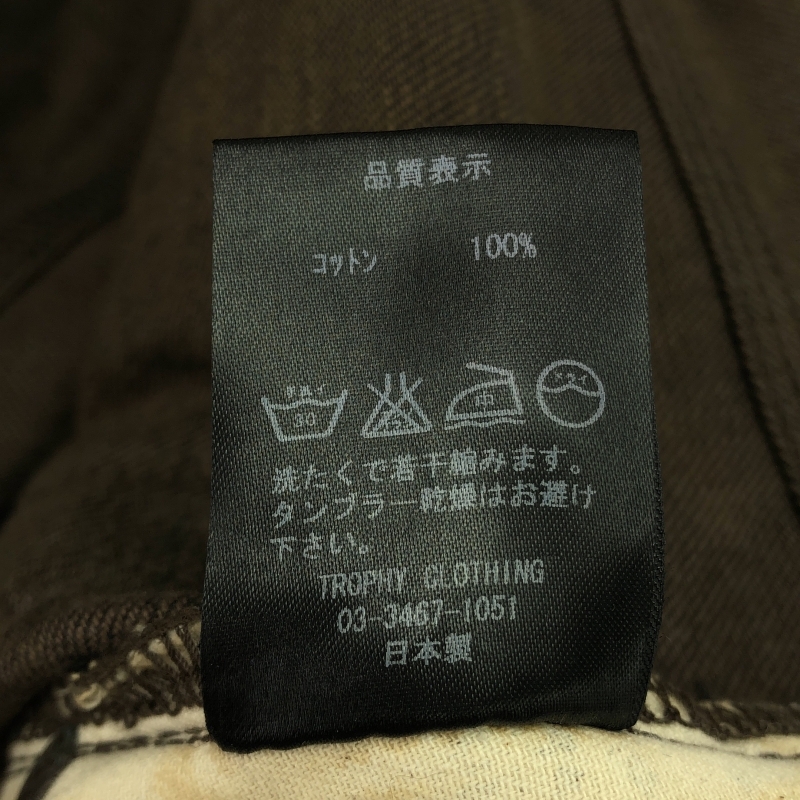 品質表示
コットン 100%
30
洗たくで若干縮みます。
タンブラー乾燥はお避け
下さい。
TROPHY CLOTHING
03-3467-1051
日本製